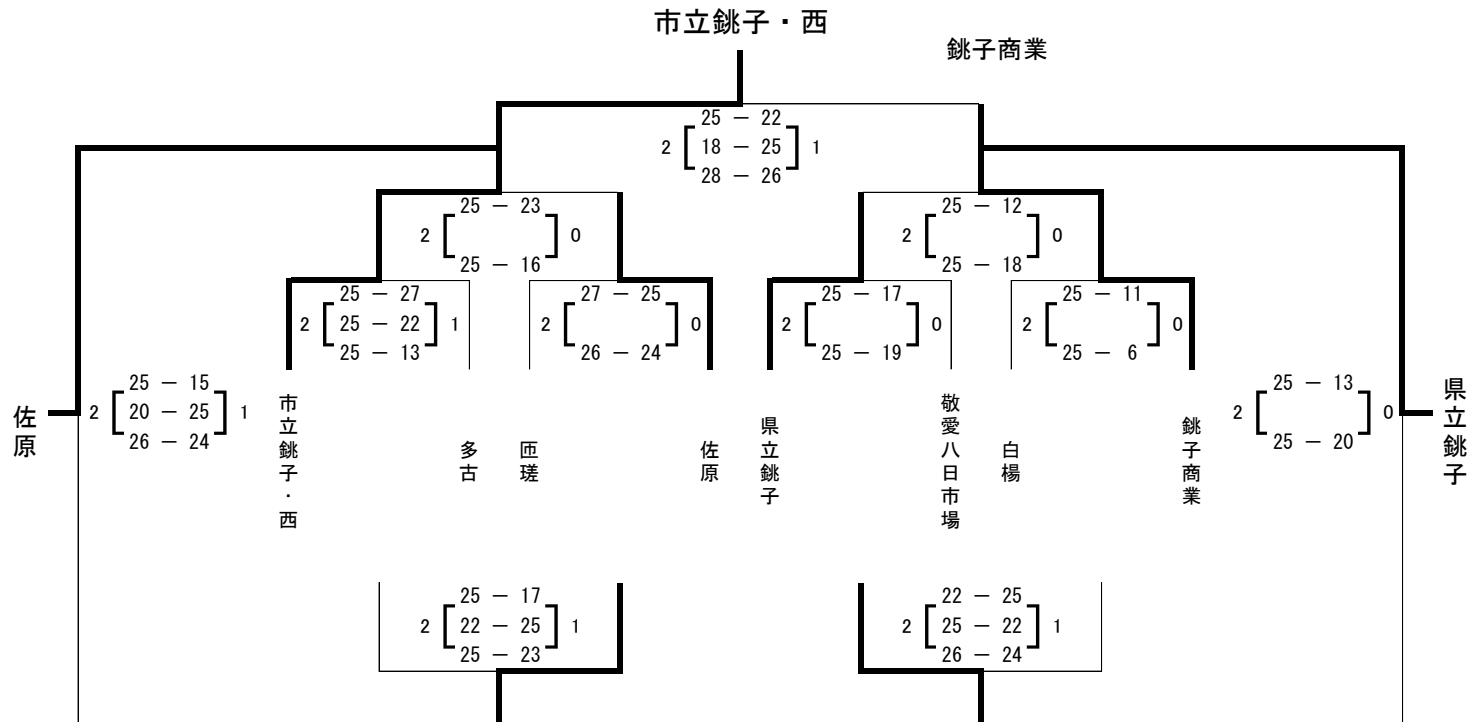 市立銚子・西
銚子商業
25 － 22
2 18 － 25 1
28 － 26
25 － 23
2 0
25 － 16
25 － 12
2 0
25 － 18
25 － 27
2 25 － 22 1
25 － 13
27 － 25
2 0
26 － 24
25 － 17
2 0
25 － 19
25 － 11
2 0
25 － 6
佐原
25 － 15
2 20 － 25 1
26 － 24
市立銚子・西
多古
匝瑳
佐原
県立銚子
敬愛八日市場
白楊
銚子商業
25 － 13
2 0
25 － 20
県立銚子
25 － 17
2 22 － 25 1
25 － 23
22 － 25
2 25 － 22 1
26 － 24